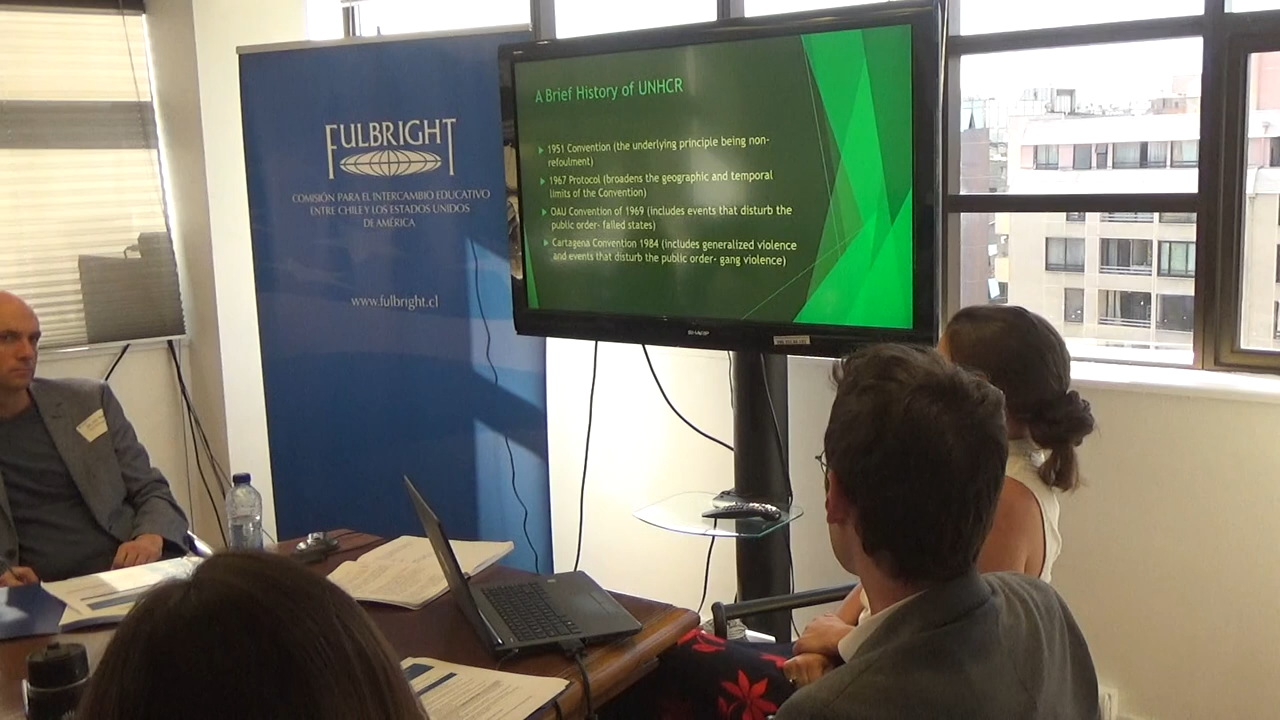 FULBRIGHT
COMISIÓN PARA EL INTERCAMBIO EDUCATIVO
ENTRE CHILE Y LOS ESTADOS UNIDOS
DE AMÉRICA
www.fulbright.cl
A Brief History of UNHCR
1951 Convention (the underlying principle being non-
refoulment)
1967 Protocol (broadens the geographic and temporal
limits of the Convention)
OAU Convention of 1969 (includes events that disturb the
public order- failed states)
Cartagena Convention 1984 (includes generalized violence
and events that disturb the public order- gang violence)
SHARP